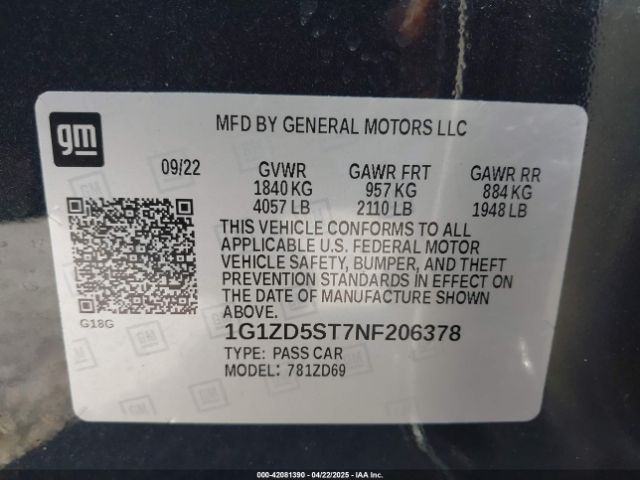 gm
MFD BY GENERAL MOTORS LLC
09/22 GVWR GAWR FRT GAWR RR
1840 KG 957 KG 884 KG
4057 LB 2110 LB 1948 LB
THIS VEHICLE CONFORMS TO ALL
APPLICABLE U.S. FEDERAL MOTOR
VEHICLE SAFETY, BUMPER, AND THEFT
PREVENTION STANDARDS IN EFFECT ON
THE DATE OF MANUFACTURE SHOWN
ABOVE.
G18G
1G1ZD5ST7NF206378
TYPE: PASS CAR
MODEL: 781ZD69
000-42081390 - 04/22/2025 - IAA Inc.